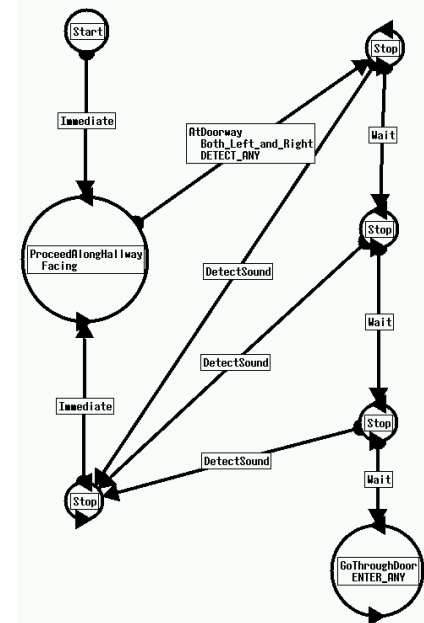 Start
Stop
Immediate
AtDoorway
Both_Left_and_Right
DETECT_ANY
Wait
Stop
ProceedAlongHallway
Facing
DetectSound
Wait
DetectSound
Immediate
Stop
DetectSound
Wait
Stop
GoThroughDoor
ENTER_ANY